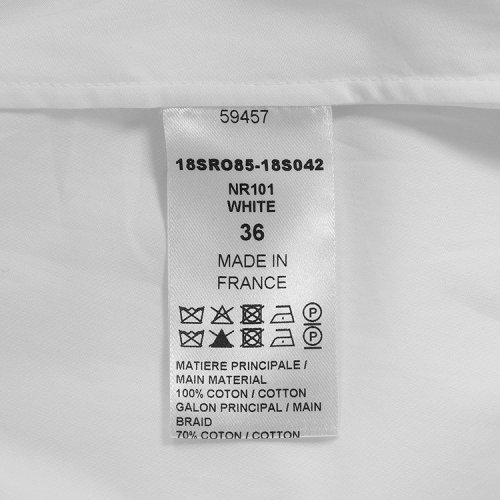 59457
18SRO85-18S042
NR101
WHITE
36
MADE IN
FRANCE
P
P
MATIERE PRINCIPALE /
MAIN MATERIAL
100% COTON / COTTON
GALON PRINCIPAL / MAIN
BRAID
70% COTON / COTTON